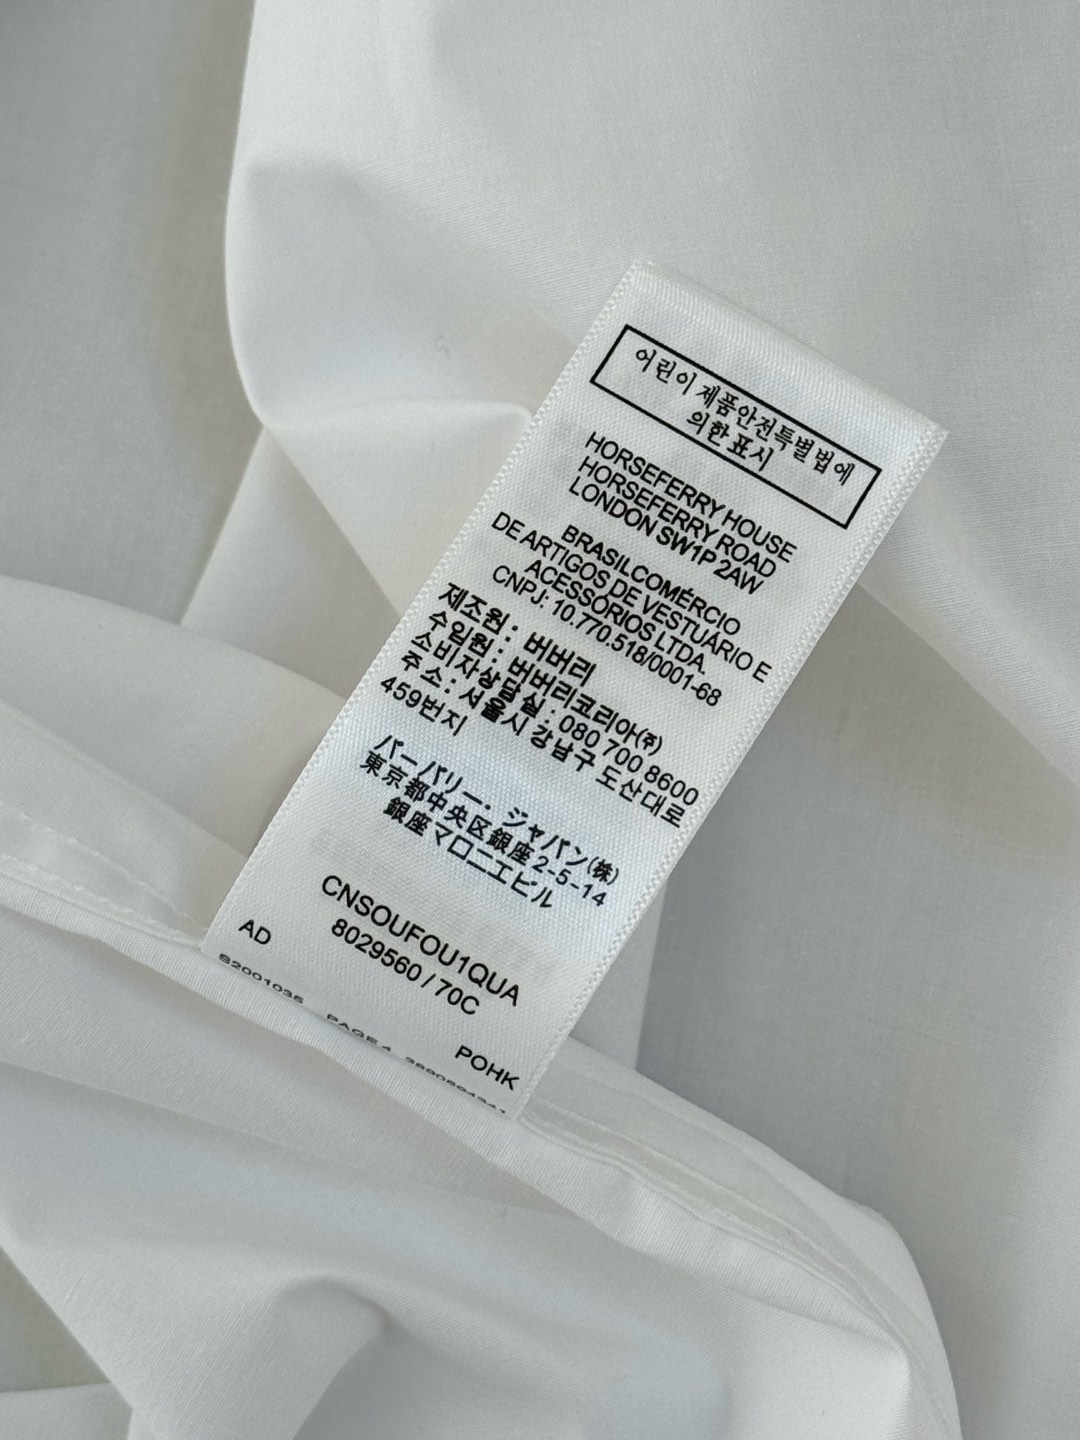 어린이 제품안전특별법에
의한 표시
HORSEFERRY HOUSE
HORSEFERRY ROAD
LONDON SW1P 2AW
BRASILCOMÉRCIO
DE ARTIGOS DE VESTUÁRIO E
ACESSÓRIOS LTDA.
CNPJ: 10.770.518/0001-68
제조원 : 버버리
수입원 : 버버리코리아(주)
소비자상담실 : 080 700 8600
주소 : 서울시 강남구 도산대로
459번지
バーバリー・ジャパン(株)
東京都中央区銀座2-5-14
銀座マロニエビル
CNSOUFOU1QUA
8029560 / 70C
AD
POHK
S2001036
PAGE 4